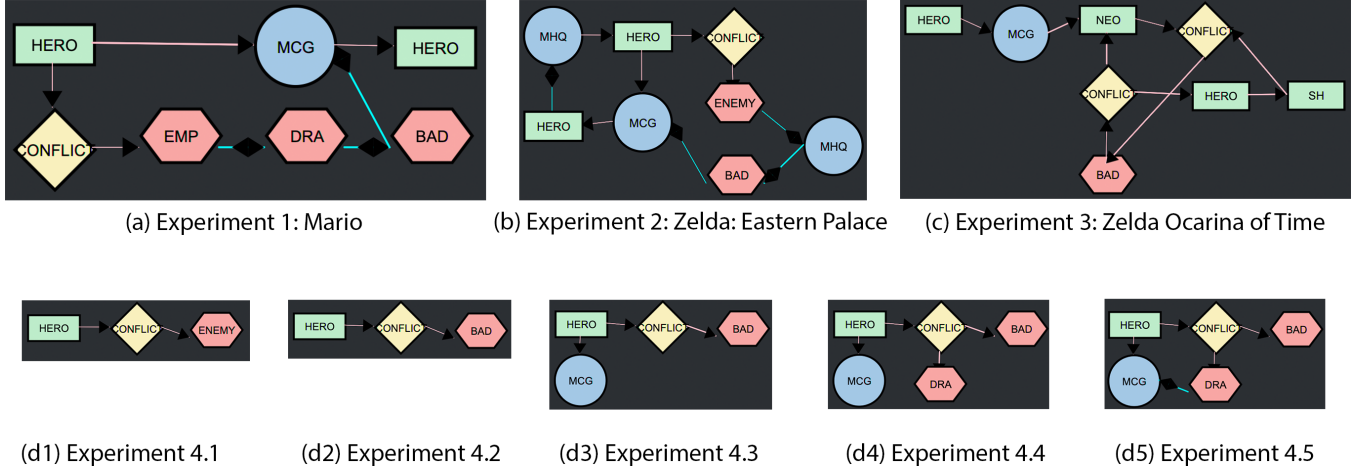 HERO
MCG
HERO
CONFLICT
EMP
DRA
BAD
(a) Experiment 1: Mario
MHQ
HERO
CONFLICT
ENEMY
HERO
MCG
MHQ
BAD
(b) Experiment 2: Zelda: Eastern Palace
HERO
MCG
NEO
CONFLICT
CONFLICT
HERO
SH
BAD
(c) Experiment 3: Zelda Ocarina of Time
HERO
CONFLICT
ENEMY
(d1) Experiment 4.1
HERO
CONFLICT
BAD
(d2) Experiment 4.2
HERO
CONFLICT
BAD
MCG
(d3) Experiment 4.3
HERO
CONFLICT
BAD
MCG
DRA
(d4) Experiment 4.4
HERO
CONFLICT
BAD
MCG
DRA
(d5) Experiment 4.5